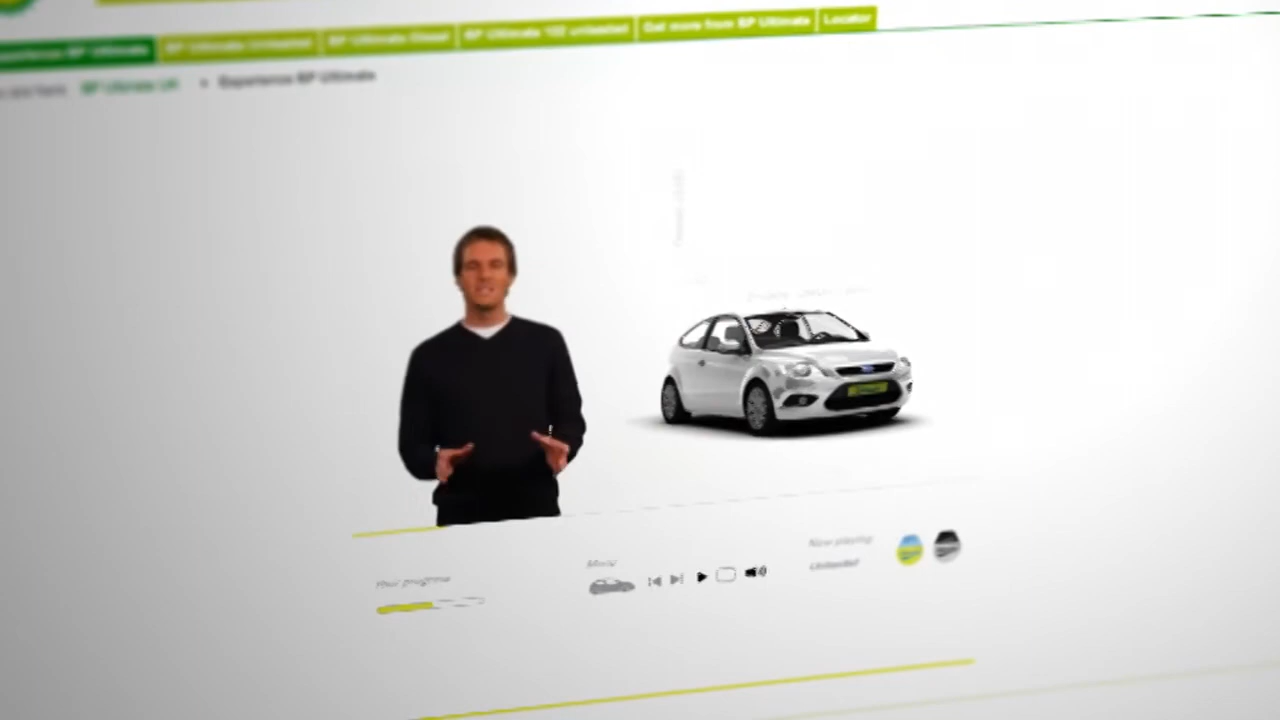 Experience BP Ultimate
BP Ultimate Unleaded
BP Ultimate Diesel
BP Ultimate 102 unleaded
Get more from BP Ultimate
Locator
BP Ultimate UK
Experience BP Ultimate
Your progress
Menu
Now playing
Unleaded